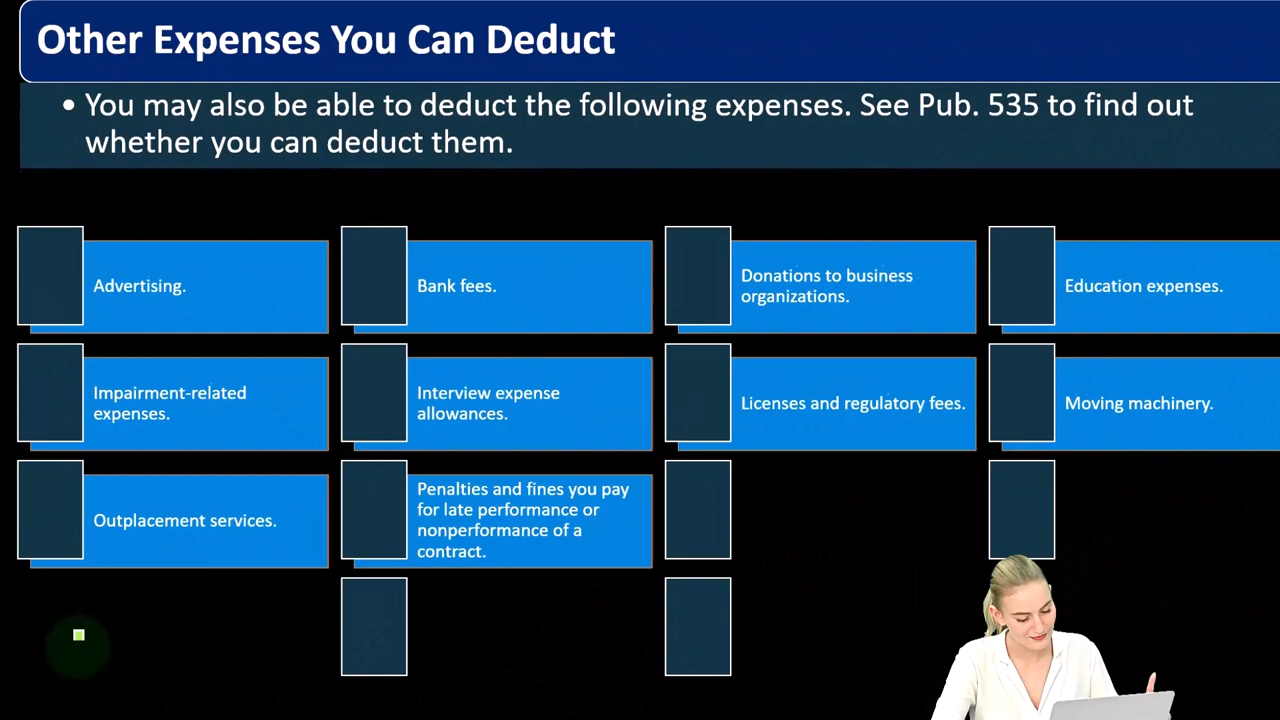 Other Expenses You Can Deduct
• You may also be able to deduct the following expenses. See Pub. 535 to find out
whether you can deduct them.
Advertising.
Bank fees.
Donations to business
organizations.
Education expenses.
Impairment-related
expenses.
Interview expense
allowances.
Licenses and regulatory fees.
Moving machinery.
Outplacement services.
Penalties and fines you pay
for late performance or
nonperformance of a
contract.